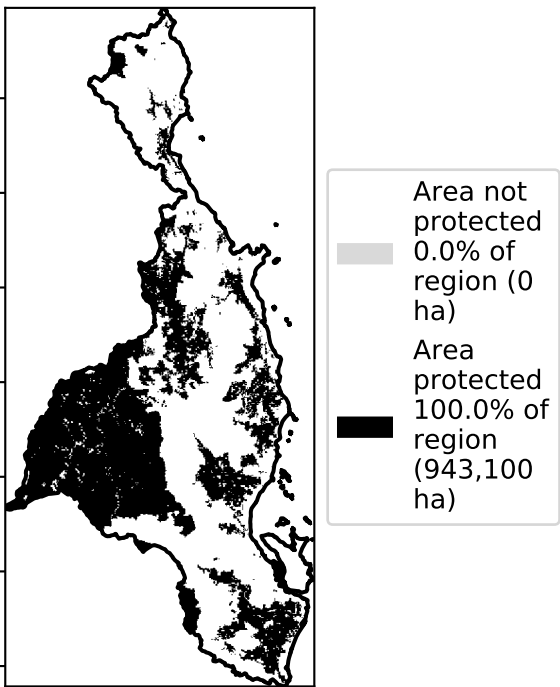 Area not
protected
0.0% of
region (0
ha)
Area
protected
100.0% of
region
(943,100
ha)